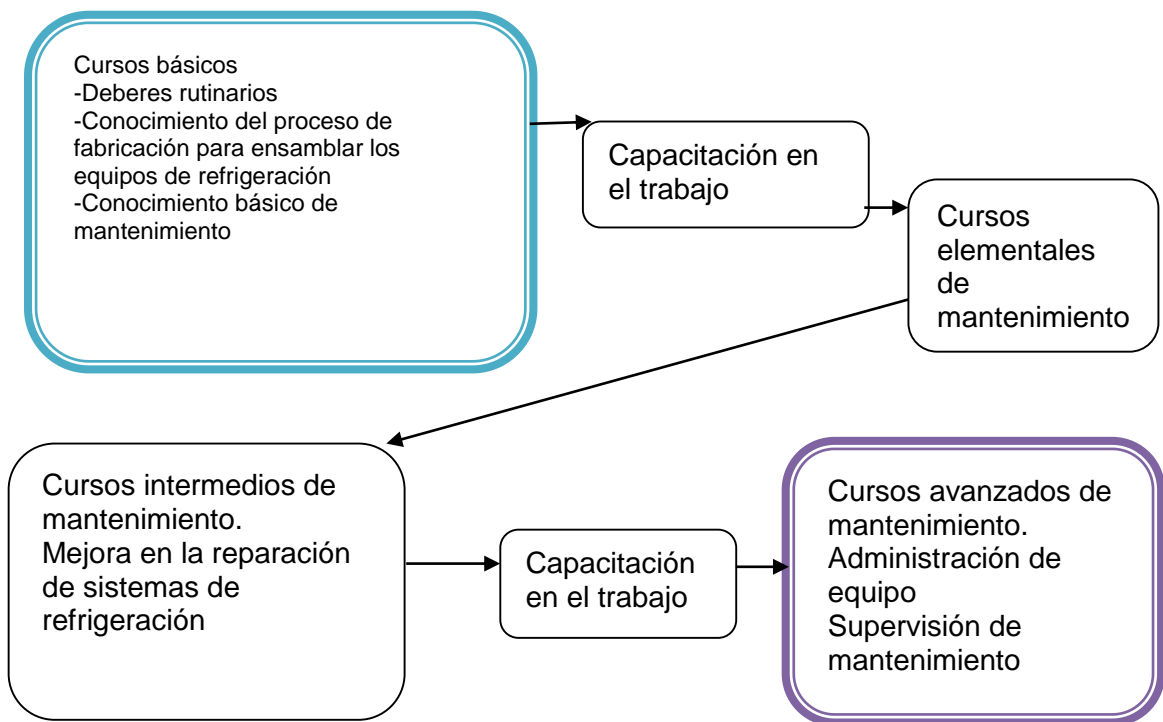 Cursos básicos
-Deberes rutinarios
-Conocimiento del proceso de
fabricación para ensamblar los
equipos de refrigeración
-Conocimiento básico de
mantenimiento
Capacitación en
el trabajo
Cursos
elementales
de
mantenimiento
Cursos intermedios de
mantenimiento.
Mejora en la reparación
de sistemas de
refrigeración
Capacitación
en el trabajo
Cursos avanzados de
mantenimiento.
Administración de
equipo
Supervisión de
mantenimiento